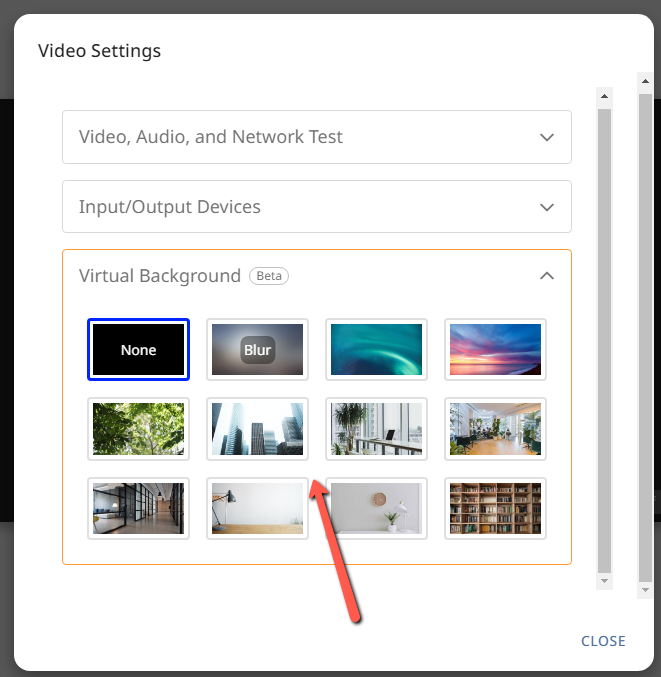 Video Settings
Video, Audio, and Network Test
Input/Output Devices
Virtual Background Beta
None
Blur
CLOSE